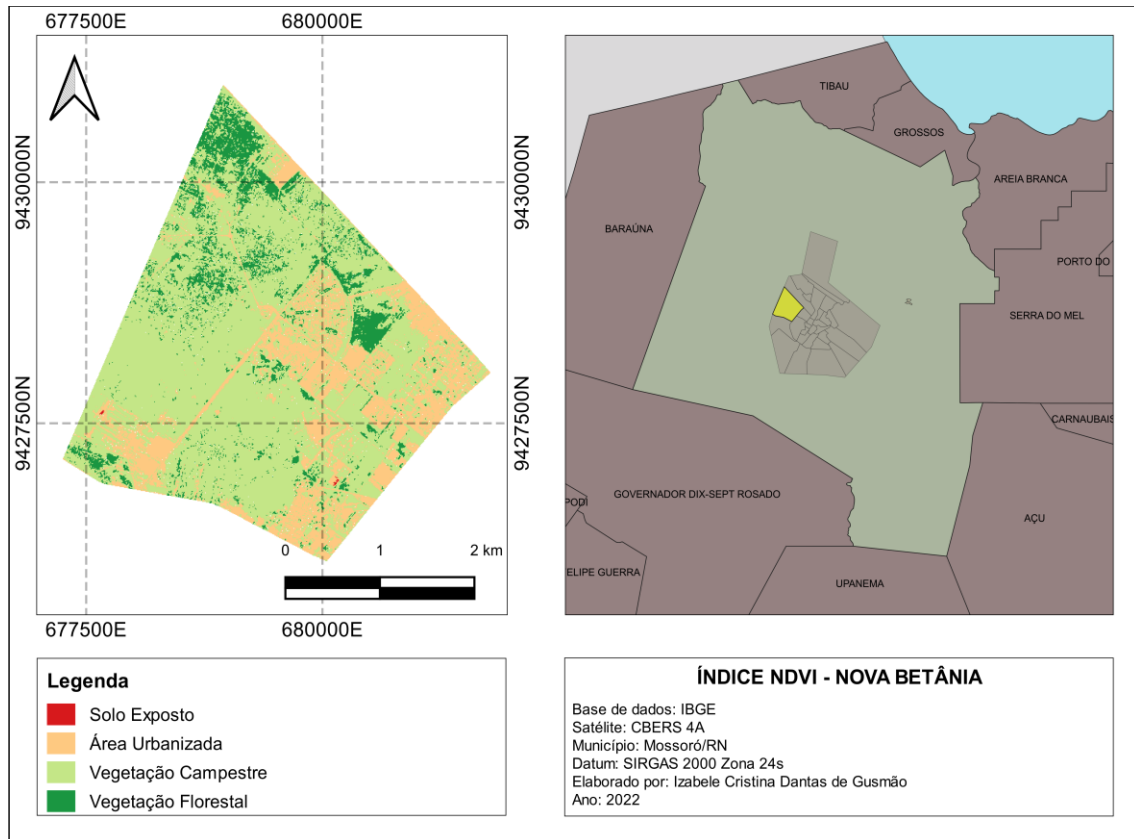 677500E
680000E
9430000N
9430000N
9427500N
9427500N
0
1
2 km
677500E
680000E
TIBAU
GROSSOS
AREIA BRANCA
BARAÚNA
PORTO DO
SERRA DO MEL
CARNAUBAIS
GOVERNADOR DIX-SEPT ROSADO
PODI
AÇU
ELIPE GUERRA
UPANEMA
Legenda
Solo Exposto
Área Urbanizada
Vegetação Campestre
Vegetação Florestal
ÍNDICE NDVI - NOVA BETÂNIA
Base de dados: IBGE
Satélite: CBERS 4A
Município: Mossoró/RN
Datum: SIRGAS 2000 Zona 24s
Elaborado por: Izabele Cristina Dantas de Gusmão
Ano: 2022